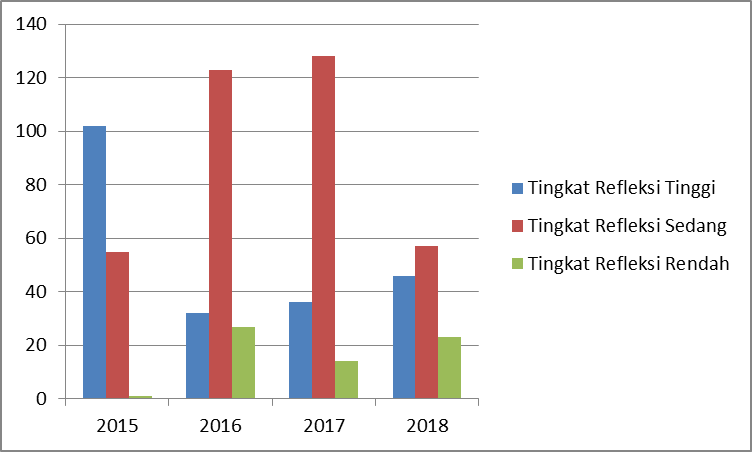 140
120
100
80
60
40
20
0
2015 2016 2017 2018
Tingkat Refleksi Tinggi
Tingkat Refleksi Sedang
Tingkat Refleksi Rendah